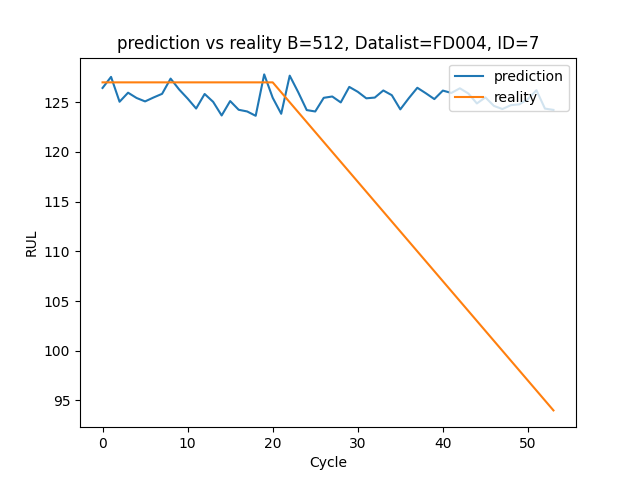 prediction vs reality B=512, Datalist=FD004, ID=7
prediction
reality
125
120
115
110
105
100
95
RUL
0 10 20 30 40 50
Cycle